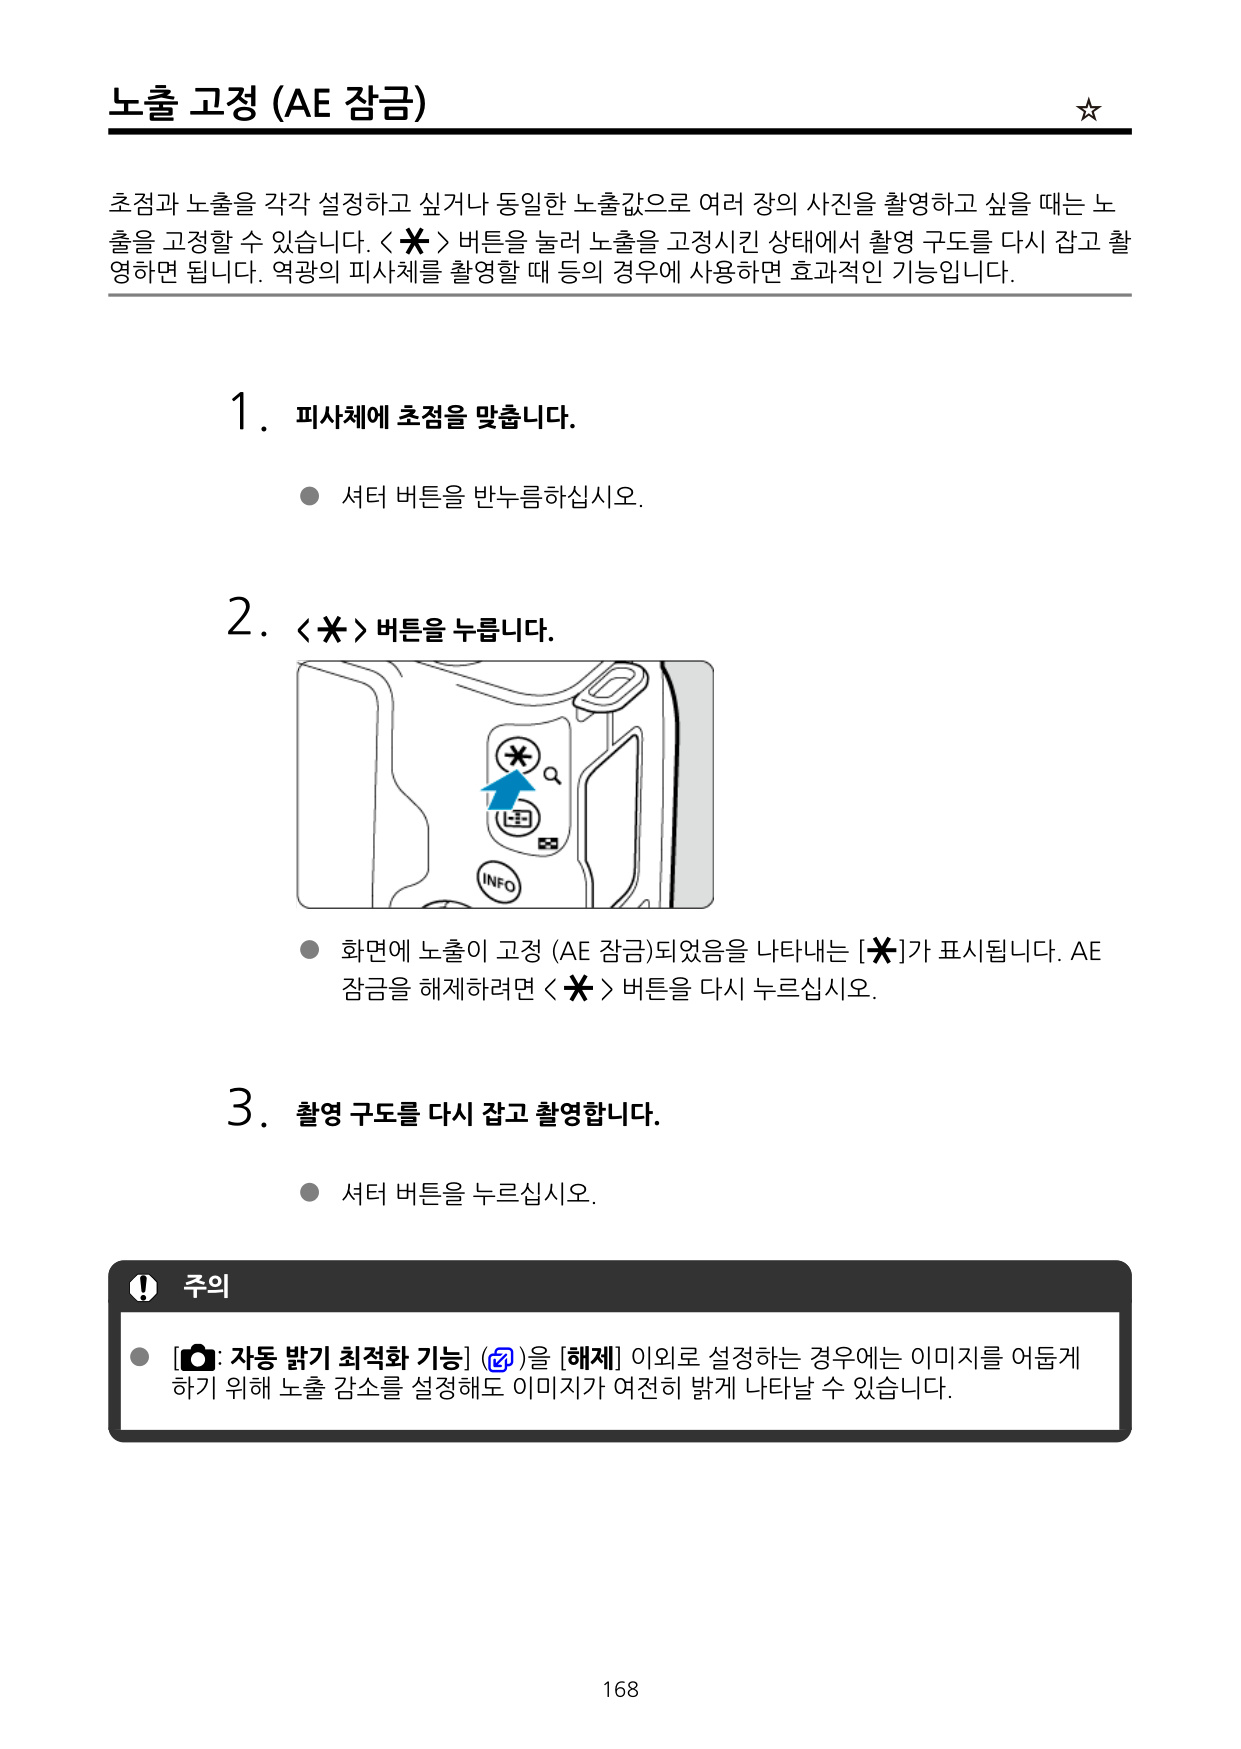 노출 고정 (AE 잠금) ☆
초점과 노출을 각각 설정하고 싶거나 동일한 노출값으로 여러 장의 사진을 촬영하고 싶을 때는 노
출을 고정할 수 있습니다. < * > 버튼을 눌러 노출을 고정시킨 상태에서 촬영 구도를 다시 잡고 촬
영하면 됩니다. 역광의 피사체를 촬영할 때 등의 경우에 사용하면 효과적인 기능입니다.
1. 피사체에 초점을 맞춥니다.
● 셔터 버튼을 반누름하십시오.
2. < * > 버튼을 누릅니다.
INFO
● 화면에 노출이 고정 (AE 잠금)되었음을 나타내는 [*]가 표시됩니다. AE
잠금을 해제하려면 < * > 버튼을 다시 누르십시오.
3. 촬영 구도를 다시 잡고 촬영합니다.
● 셔터 버튼을 누르십시오.
주의
● [: 자동 밝기 최적화 기능] ()을 [해제] 이외로 설정하는 경우에는 이미지를 어둡게
하기 위해 노출 감소를 설정해도 이미지가 여전히 밝게 나타날 수 있습니다.
168